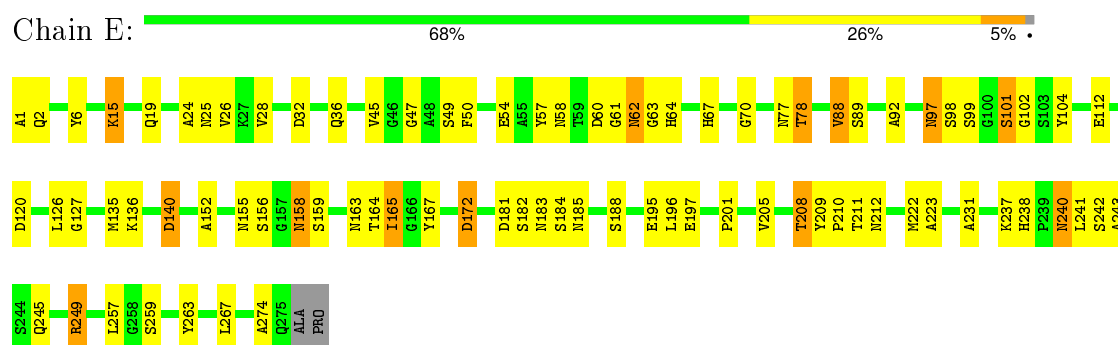 Chain E:
68% 26% 5% •
A1 Q2 Y6 K15 Q19 A24 N25 V26 K27 V28 D32 Q36 V45 G46 G47 A48 S49 F50 E54 A55 Y57 N58 T59 D60 G61 N62 G63 H64 H67 G70 N77 T78 V88 S89 A92 N97 S98 S99 G100 S101 G102 S103 Y104 E112
D120 L126 G127 M135 K136 D140 A152 N155 S156 G157 N158 S159 N163 T164 I165 G166 Y167 D172 D181 S182 N183 S184 N185 S188 E195 L196 E197 P201 V205 T208 Y209 P210 T211 N212 M222 A223 A231 K237 H238 P239 N240 L241 S242 A243
S244 Q245 R249 L257 G258 S259 Y263 L267 A274 Q275 ALA PRO